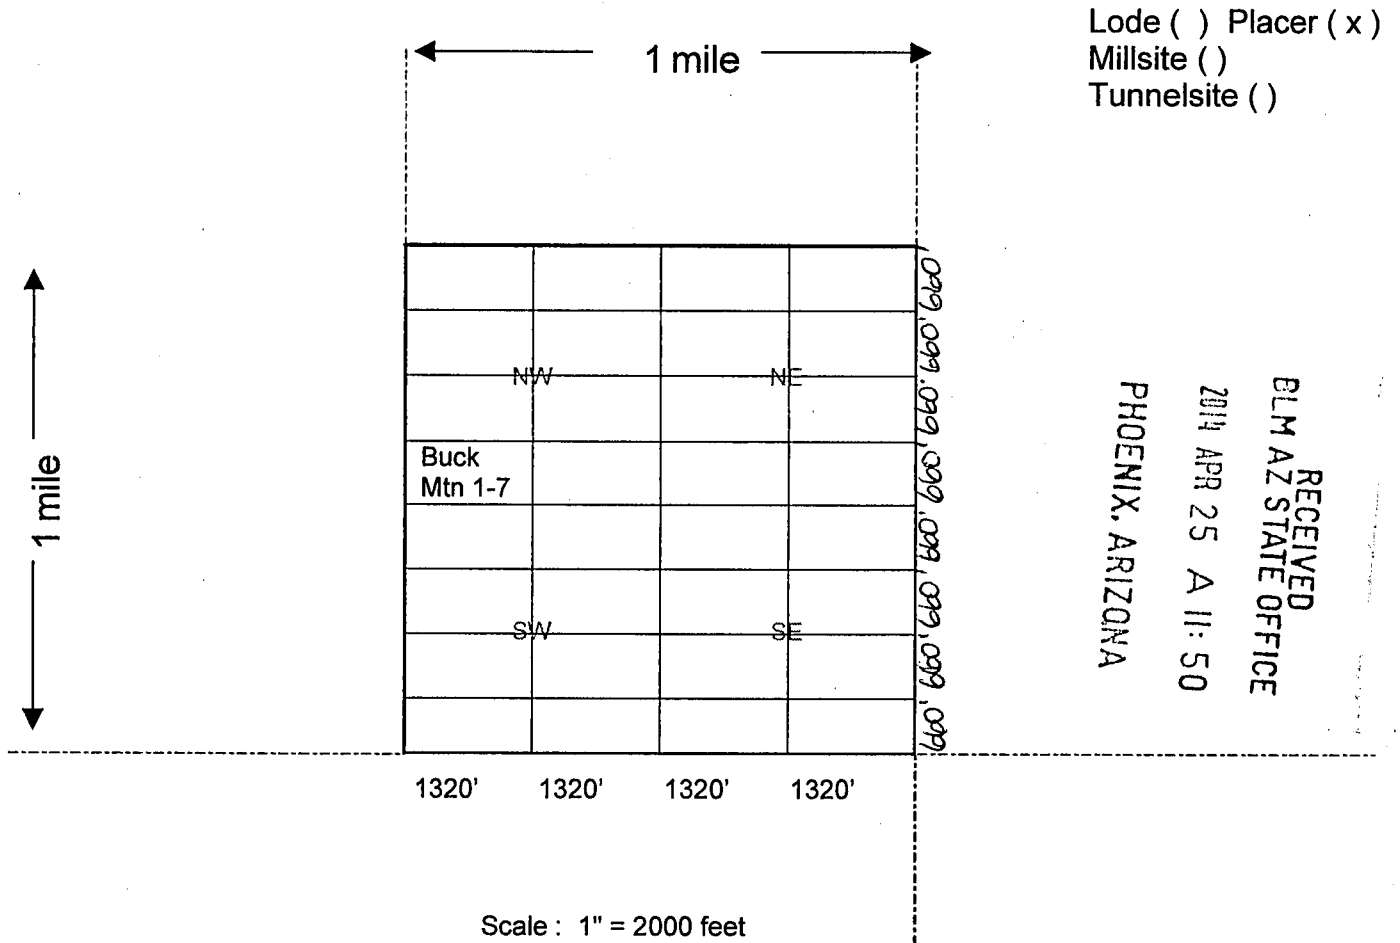 Lode ( ) Placer ( x )
Millsite ( )
Tunnelsite ( )
1 mile
1 mile
NW
NE
Buck
Mtn 1-7
SW
SE
660' 660' 660' 660' 660' 660' 660' 660'
1320' 1320' 1320' 1320'
Scale : 1" = 2000 feet
RECEIVED
BLM AZ STATE OFFICE
2014 APR 25 A 11: 50
PHOENIX, ARIZONA